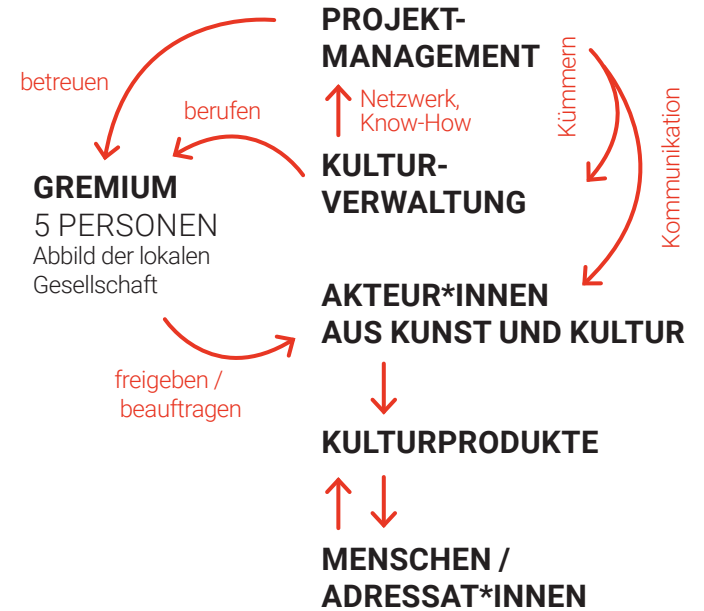 PROJEKT-
MANAGEMENT
betreuen
berufen
Netzwerk,
Know-How
Kümmern
Kommunikation
KULTUR-
VERWALTUNG
GREMIUM
5 PERSONEN
Abbild der lokalen
Gesellschaft
AKTEUR*INNEN
AUS KUNST UND KULTUR
freigeben /
beauftragen
KULTURPRODUKTE
MENSCHEN /
ADRESSAT*INNEN